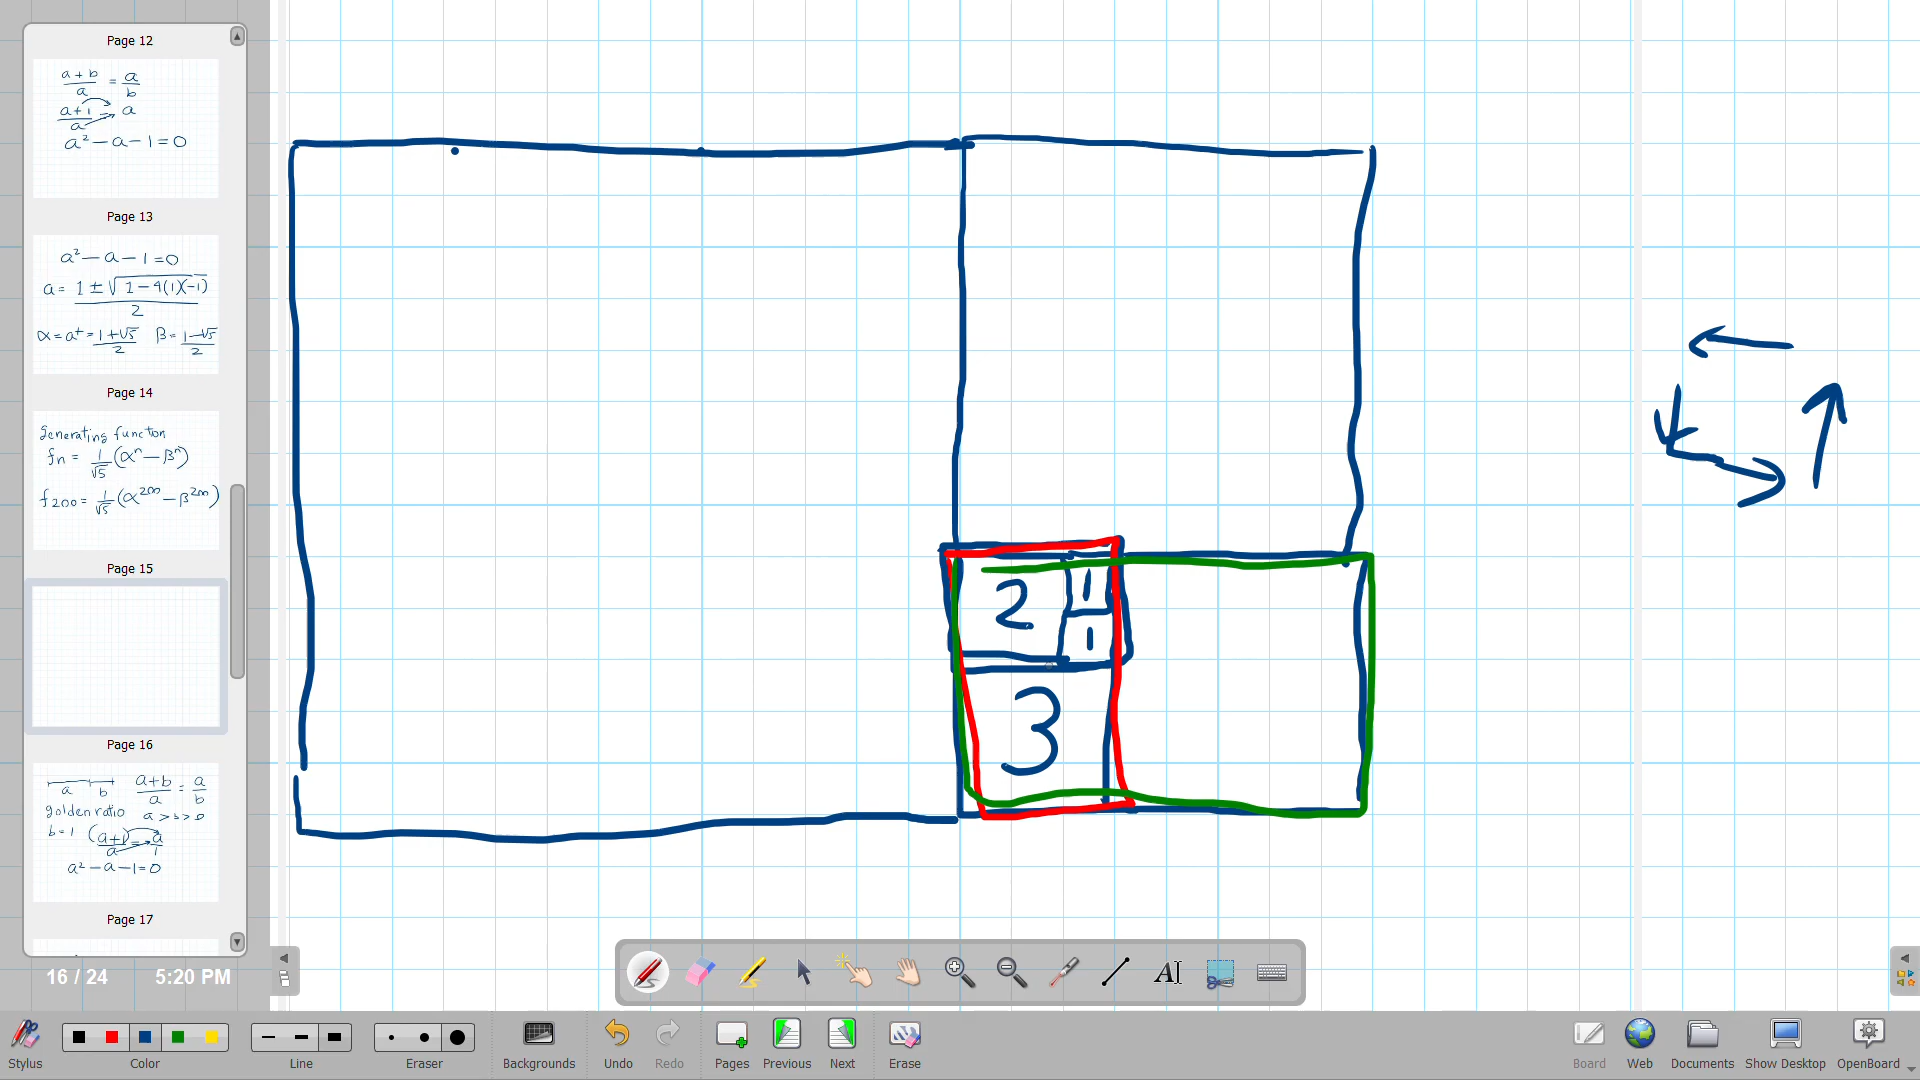 Page 12
a + b / a = a / b
a + 1 / a = a
a² - a - 1 = 0
Page 13
a² - a - 1 = 0
a = 1 ± √1 - 4(1)(-1) / 2
α = a⁺ = 1 + √5 / 2 β = 1 - √5 / 2
Page 14
generating functon
fn = 1/√5 (αⁿ - βⁿ)
f200 = 1/√5 (α²⁰⁰ - β²⁰⁰)
Page 15
Page 16
a b a+b / a = a / b
golden ratio a > b > 0
b = 1 (a+1) / a = a / 1
a² - a - 1 = 0
Page 17
16 / 24 5:20 PM
2 1
1
3
Stylus Color Line Eraser Backgrounds Undo Redo Pages Previous Next Erase Board Web Documents Show Desktop OpenBoard